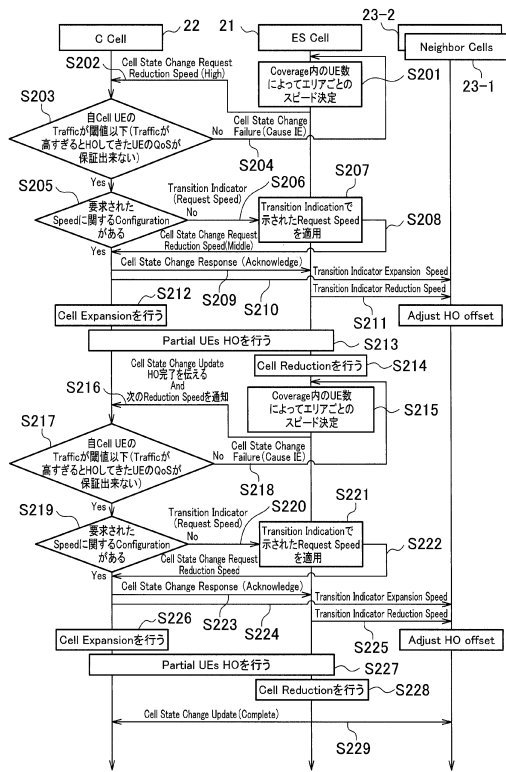 22
21
23-2
C Cell
ES Cell
Neighbor Cells
23-1
S202
Cell State Change Request
Reduction Speed (High)
Coverage内のUE数
によってエリアごとの
スピード決定
S201
S203
自Cell UEの
Trafficが閾値以下(Trafficが
高すぎるとHOしてきたUEのQoSが
保証出来ない)
No
Cell State Change
Failure(Cause IE)
S204
Yes
S205
要求された
Speedに関するConfiguration
がある
Transition Indicator
(Request Speed)
No
S206
S207
Transition Indicationで
示されたRequest Speed
を適用
S208
Cell State Change Request
Reduction Speed(Middle)
Yes
Cell State Change Response (Acknowledge)
Transition Indicator Expansion Speed
S209
S210
Transition Indicator Reduction Speed
S211
S212
Cell Expansionを行う
Adjust HO offset
Partial UEs HOを行う
S213
Cell Reductionを行う
S214
Cell State Change Update
HO完了を伝える
And
次のReduction Speedを通知
S216
Coverage内のUE数
によってエリアごとの
スピード決定
S215
S217
自Cell UEの
Trafficが閾値以下(Trafficが
高すぎるとHOしてきたUEのQoSが
保証出来ない)
No
Cell State Change
Failure(Cause IE)
S218
Yes
S219
要求された
Speedに関するConfiguration
がある
Transition Indicator
(Request Speed)
No
S220
S221
Transition Indicationで
示されたRequest Speed
を適用
S222
Cell State Change Request
Reduction Speed
Yes
Cell State Change Response (Acknowledge)
Transition Indicator Expansion Speed
S223
S224
Transition Indicator Reduction Speed
S225
S226
Cell Expansionを行う
Adjust HO offset
Partial UEs HOを行う
S227
Cell Reductionを行う
S228
Cell State Change Update (Complete)
S229